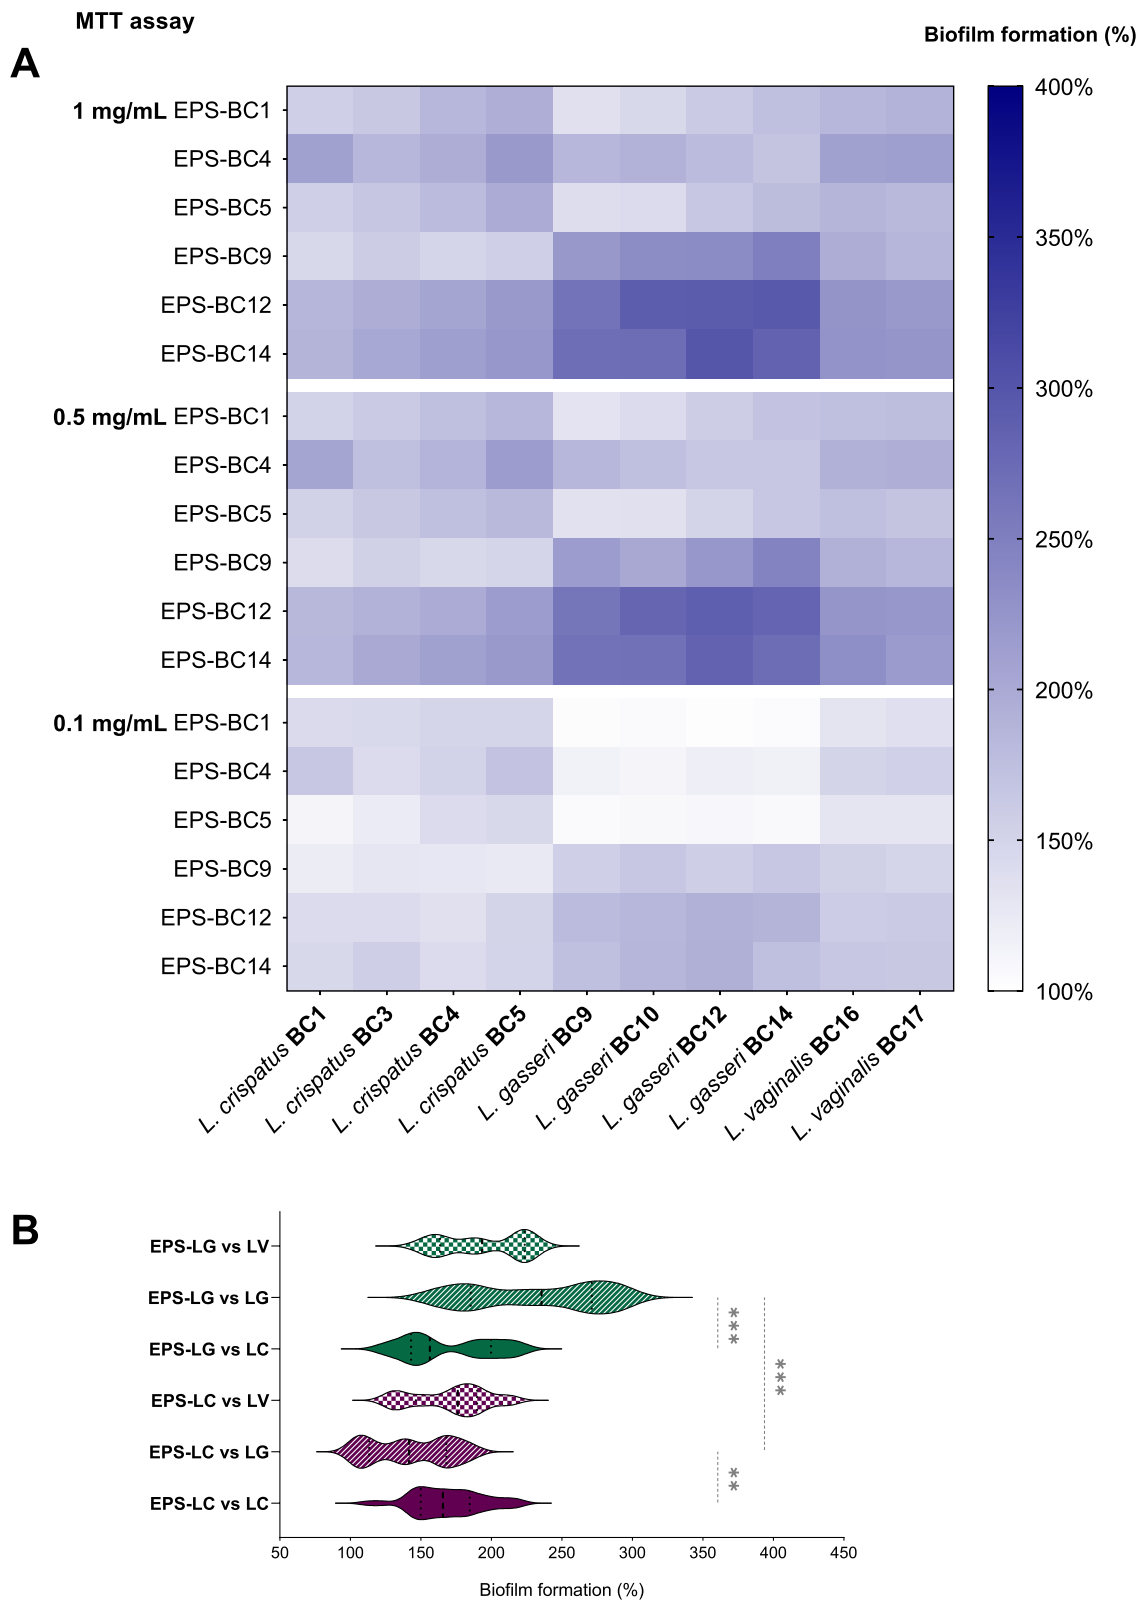 MTT assay
Biofilm formation (%)
A
1 mg/mL EPS-BC1
EPS-BC4
EPS-BC5
EPS-BC9
EPS-BC12
EPS-BC14
0.5 mg/mL EPS-BC1
EPS-BC4
EPS-BC5
EPS-BC9
EPS-BC12
EPS-BC14
0.1 mg/mL EPS-BC1
EPS-BC4
EPS-BC5
EPS-BC9
EPS-BC12
EPS-BC14
400%
350%
300%
250%
200%
150%
100%
L. crispatus BC1
L. crispatus BC3
L. crispatus BC4
L. crispatus BC5
L. gasseri BC9
L. gasseri BC10
L. gasseri BC12
L. gasseri BC14
L. vaginalis BC16
L. vaginalis BC17
B
EPS-LG vs LV
EPS-LG vs LG
EPS-LG vs LC
EPS-LC vs LV
EPS-LC vs LG
EPS-LC vs LC
***
***
**
50 100 150 200 250 300 350 400 450
Biofilm formation (%)